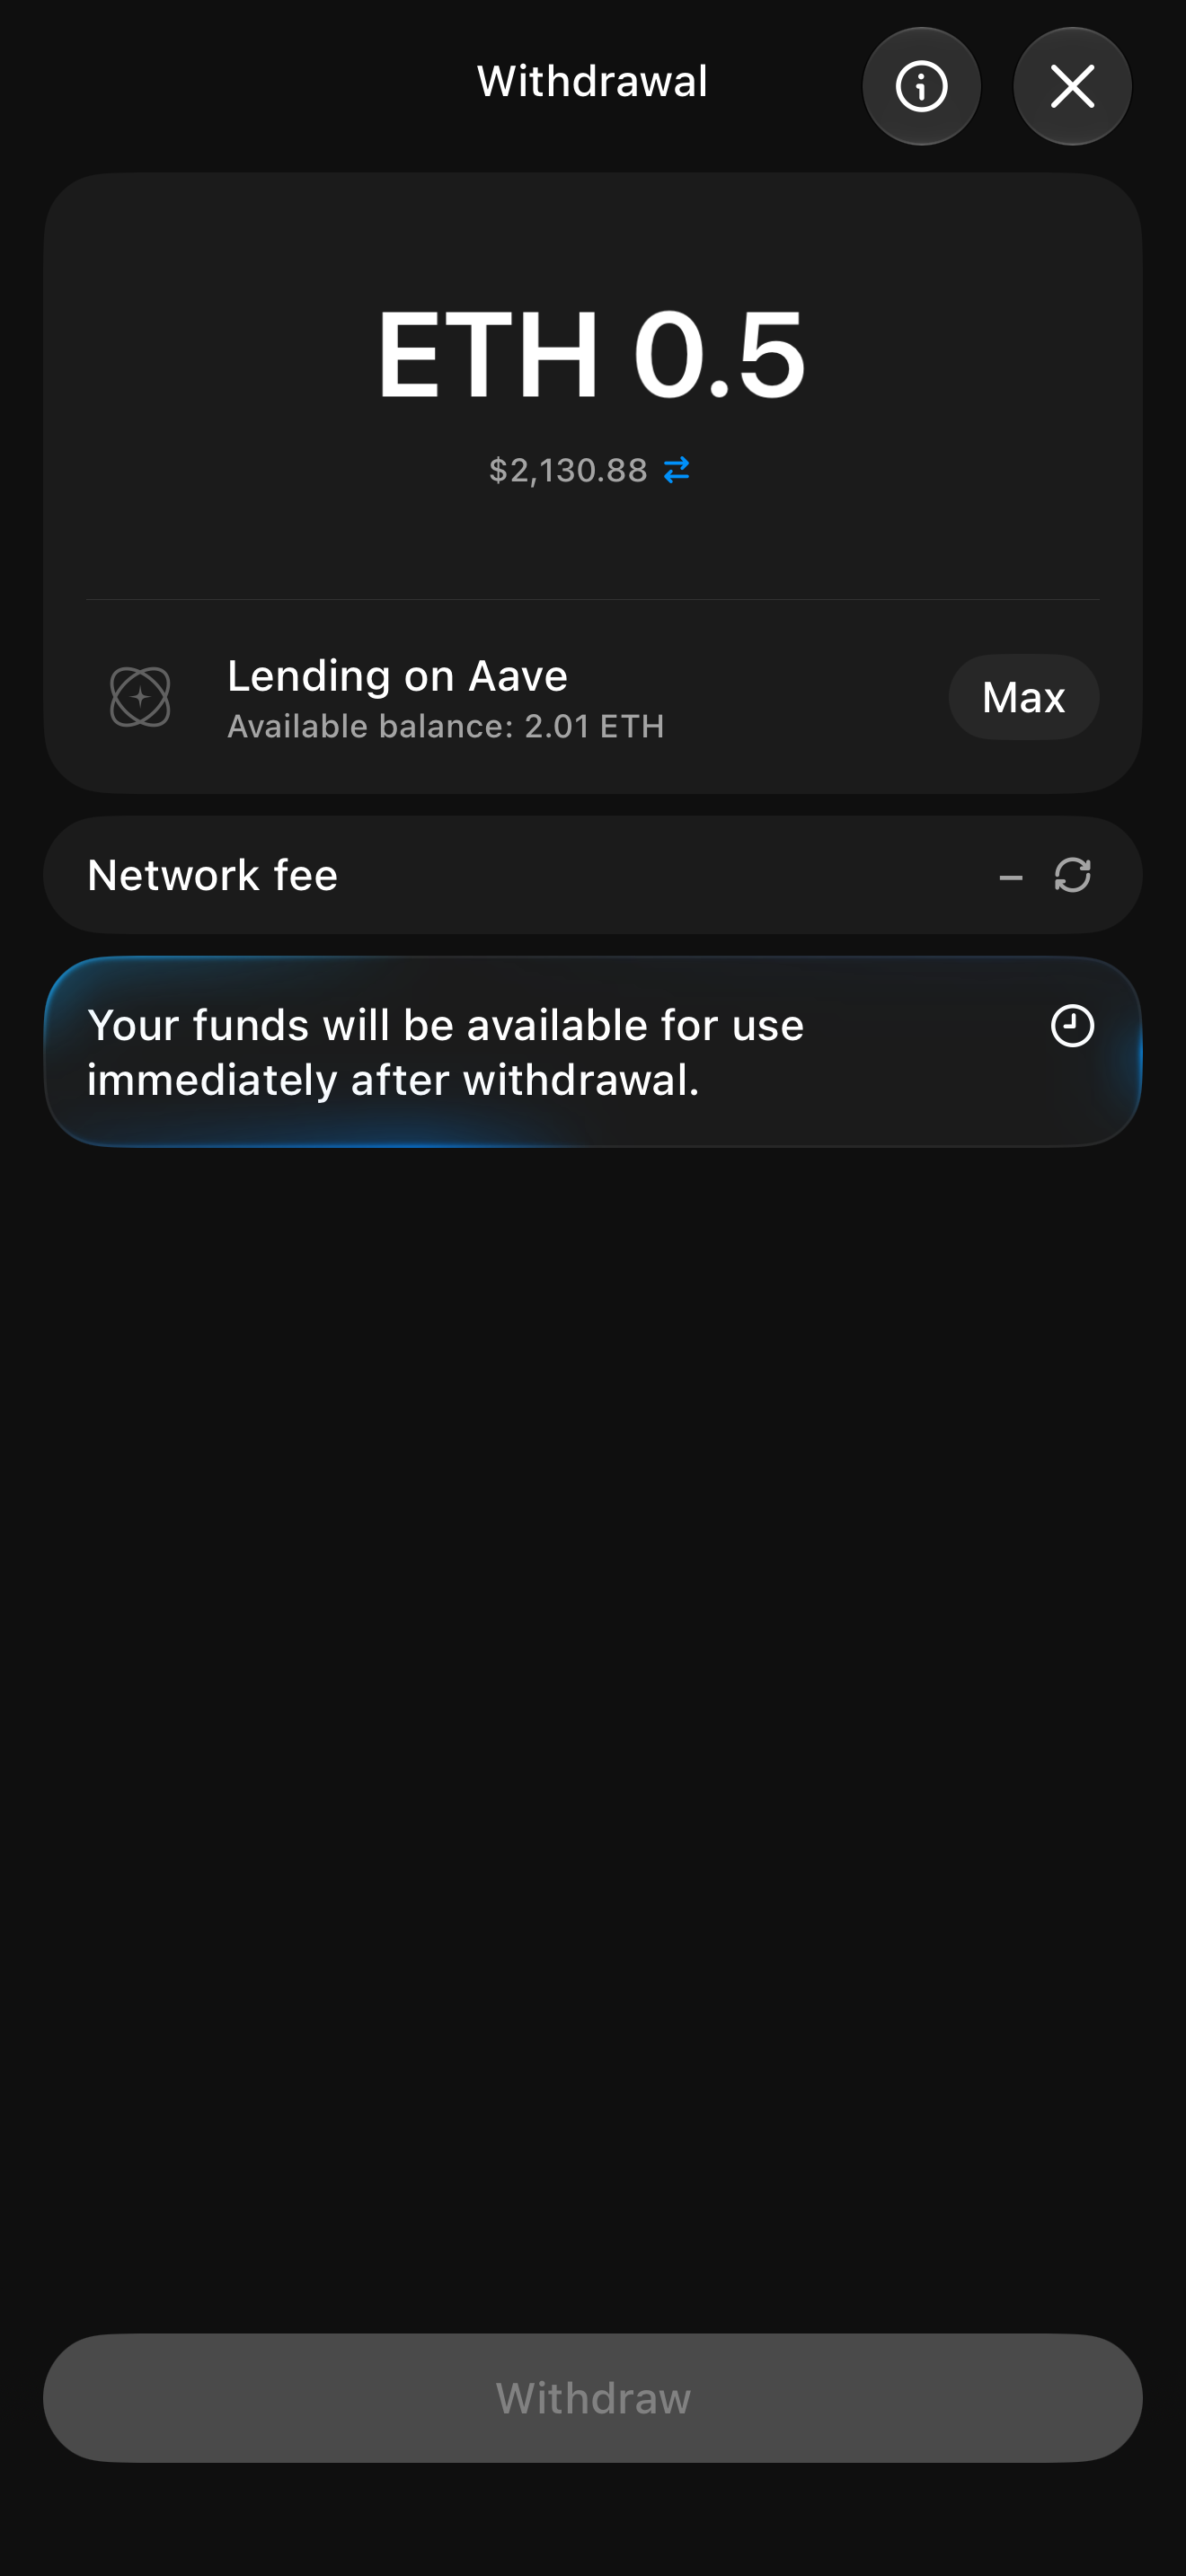 Withdrawal
ETH 0.5
$2,130.88
Lending on Aave
Available balance: 2.01 ETH
Max
Network fee
–
Your funds will be available for use
immediately after withdrawal.
Withdraw